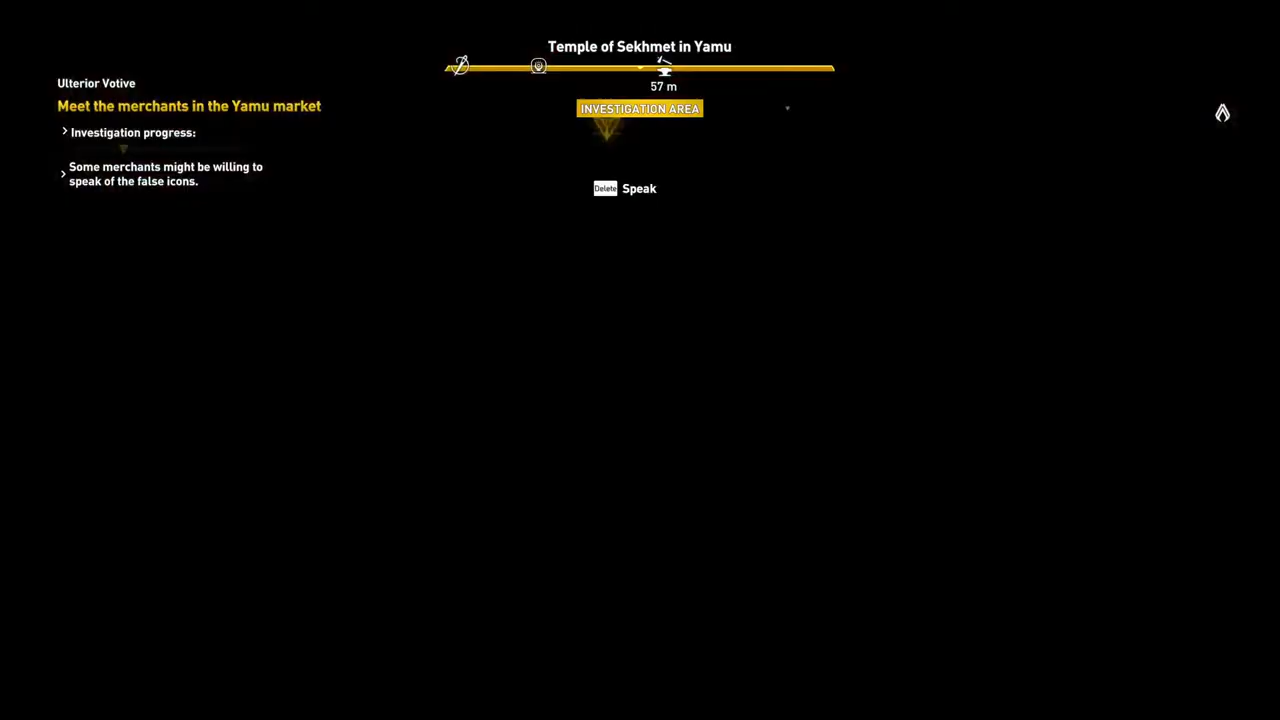 Temple of Sekhmet in Yamu
57 m
INVESTIGATION AREA
Ulterior Votive
Meet the merchants in the Yamu market
Investigation progress:
Some merchants might be willing to
speak of the false icons.
Delete Speak